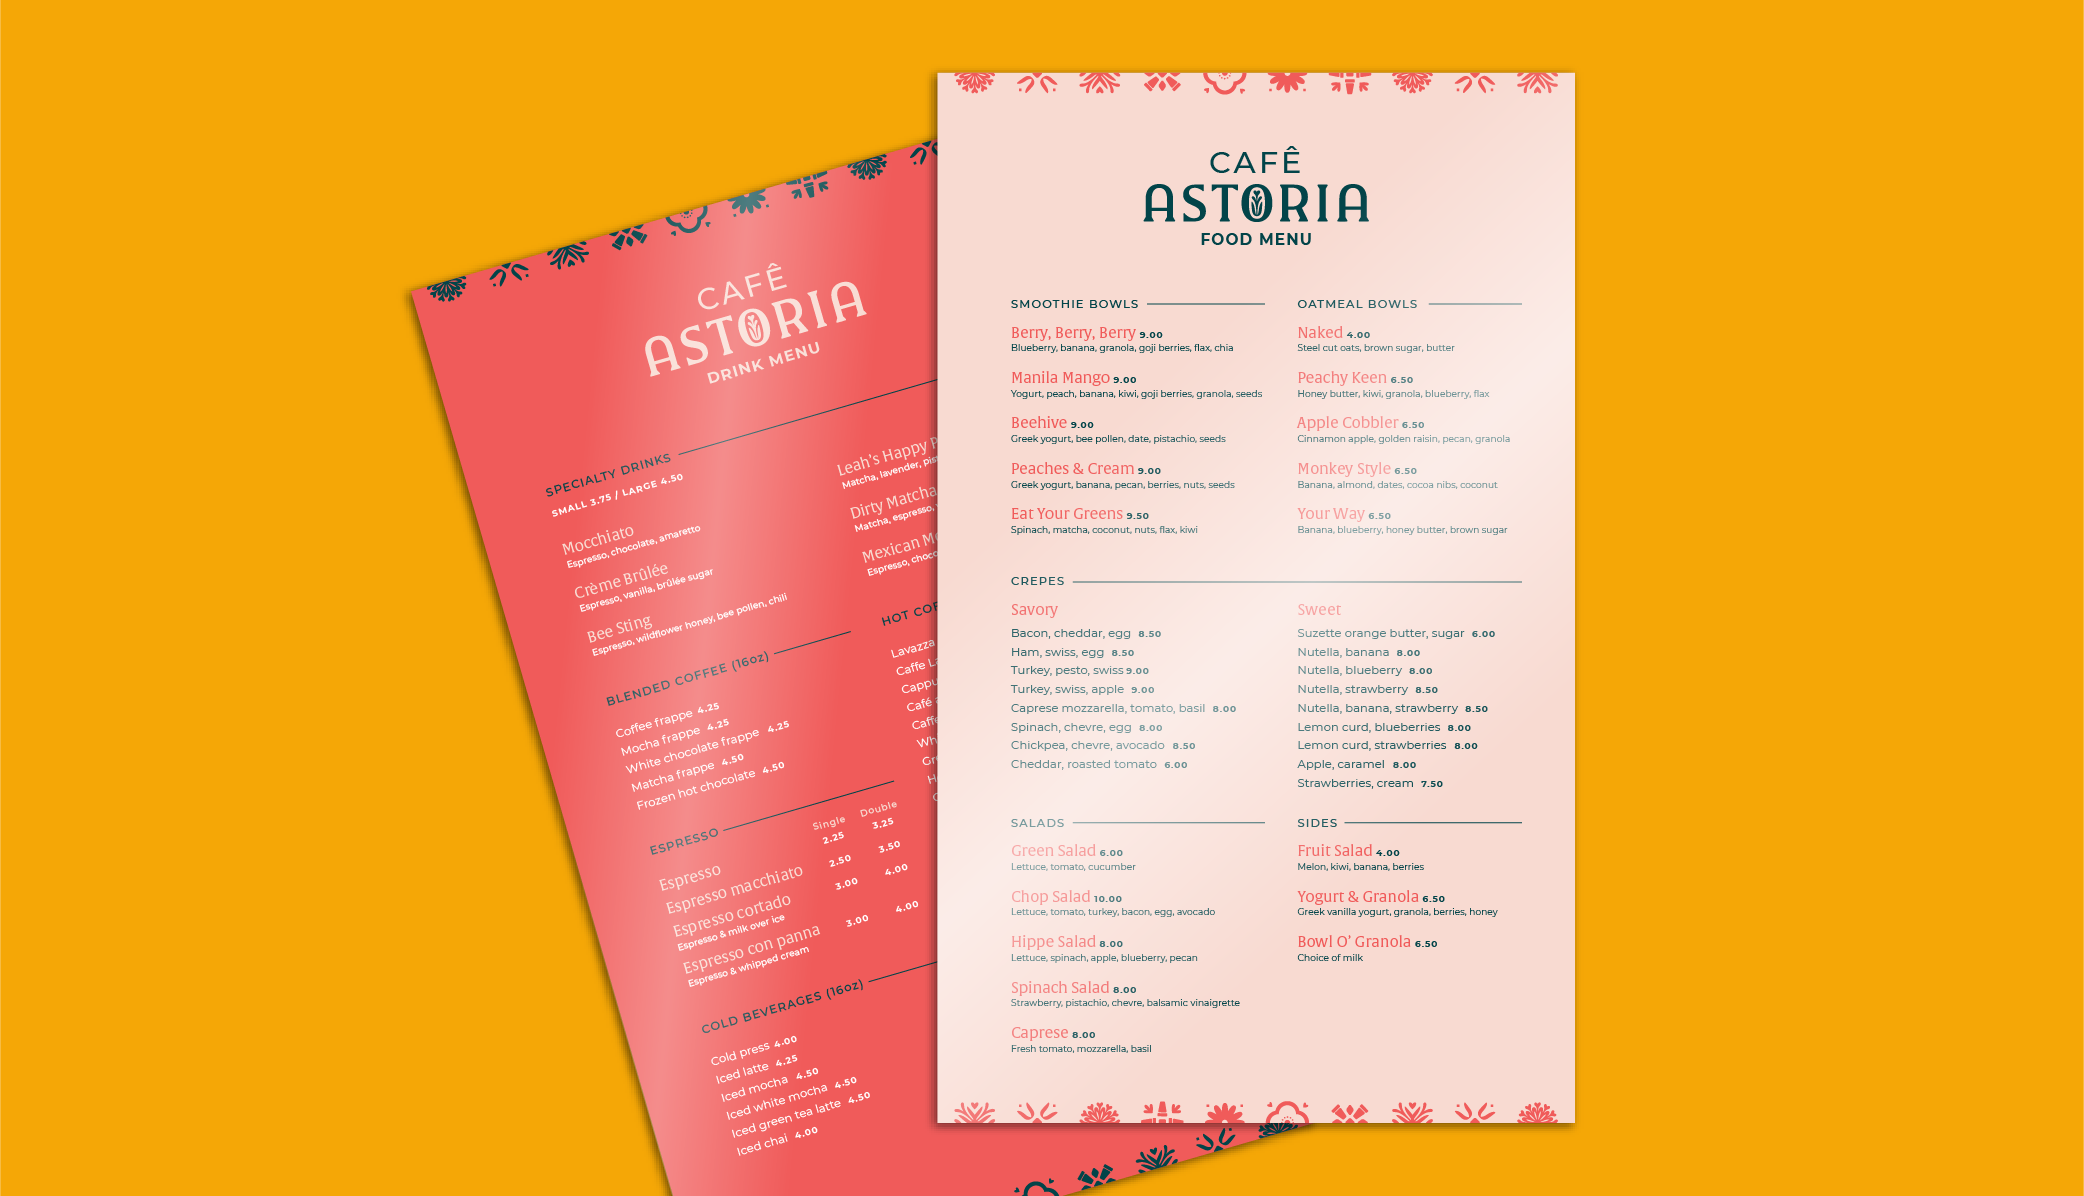 CAFÊ
ASTORIA
DRINK MENU
SPECIALTY DRINKS
SMALL 3.75 / LARGE 4.50
Mocchiato
Espresso, chocolate, amaretto
Crème Brûlée
Espresso, vanilla, brûlée sugar
Bee Sting
Espresso, wildflower honey, bee pollen, chili
Leah's Happy
Matcha, lavender,
Dirty Matcha
Matcha, espresso,
Mexican
Espresso,
BLENDED COFFEE (16oz)
Coffee frappe 4.25
Mocha frappe 4.25
White chocolate frappe 4.25
Matcha frappe 4.50
Frozen hot chocolate 4.50
HOT
Lavazza
Caffe
Café
ESPRESSO
Single Double
Espresso 2.25 3.25
Espresso macchiato 2.50 3.50
Espresso cortado 3.00 4.00
Espresso & milk over ice
Espresso con panna 3.00 4.00
Espresso & whipped cream
COLD BEVERAGES (16oz)
Cold press 4.00
Iced latte 4.25
Iced mocha 4.50
Iced white mocha 4.50
Iced green tea latte 4.50
Iced chai 4.00
CAFÊ
ASTORIA
FOOD MENU
SMOOTHIE BOWLS
Berry, Berry, Berry 9.00
Blueberry, banana, granola, goji berries, flax, chia
Manila Mango 9.00
Yogurt, peach, banana, kiwi, goji berries, granola, seeds
Beehive 9.00
Greek yogurt, bee pollen, date, pistachio, seeds
Peaches & Cream 9.00
Greek yogurt, banana, pecan, berries, nuts, seeds
Eat Your Greens 9.50
Spinach, matcha, coconut, nuts, flax, kiwi
OATMEAL BOWLS
Naked 4.00
Steel cut oats, brown sugar, butter
Peachy Keen 6.50
Honey butter, kiwi, granola, blueberry, flax
Apple Cobbler 6.50
Cinnamon apple, golden raisin, pecan, granola
Monkey Style 6.50
Banana, almond, dates, cocoa nibs, coconut
Your Way 6.50
Banana, blueberry, honey butter, brown sugar
CREPES
Savory
Bacon, cheddar, egg 8.50
Ham, swiss, egg 8.50
Turkey, pesto, swiss 9.00
Turkey, swiss, apple 9.00
Caprese mozzarella, tomato, basil 8.00
Spinach, chevre, egg 8.00
Chickpea, chevre, avocado 8.50
Cheddar, roasted tomato 6.00
Sweet
Suzette orange butter, sugar 6.00
Nutella, banana 8.00
Nutella, blueberry 8.00
Nutella, strawberry 8.50
Nutella, banana, strawberry 8.50
Lemon curd, blueberries 8.00
Lemon curd, strawberries 8.00
Apple, caramel 8.00
Strawberries, cream 7.50
SALADS
Green Salad 6.00
Lettuce, tomato, cucumber
Chop Salad 10.00
Lettuce, tomato, turkey, bacon, egg, avocado
Hippe Salad 8.00
Lettuce, spinach, apple, blueberry, pecan
Spinach Salad 8.00
Strawberry, pistachio, chevre, balsamic vinaigrette
Caprese 8.00
Fresh tomato, mozzarella, basil
SIDES
Fruit Salad 4.00
Melon, kiwi, banana, berries
Yogurt & Granola 6.50
Greek vanilla yogurt, granola, berries, honey
Bowl O' Granola 6.50
Choice of milk